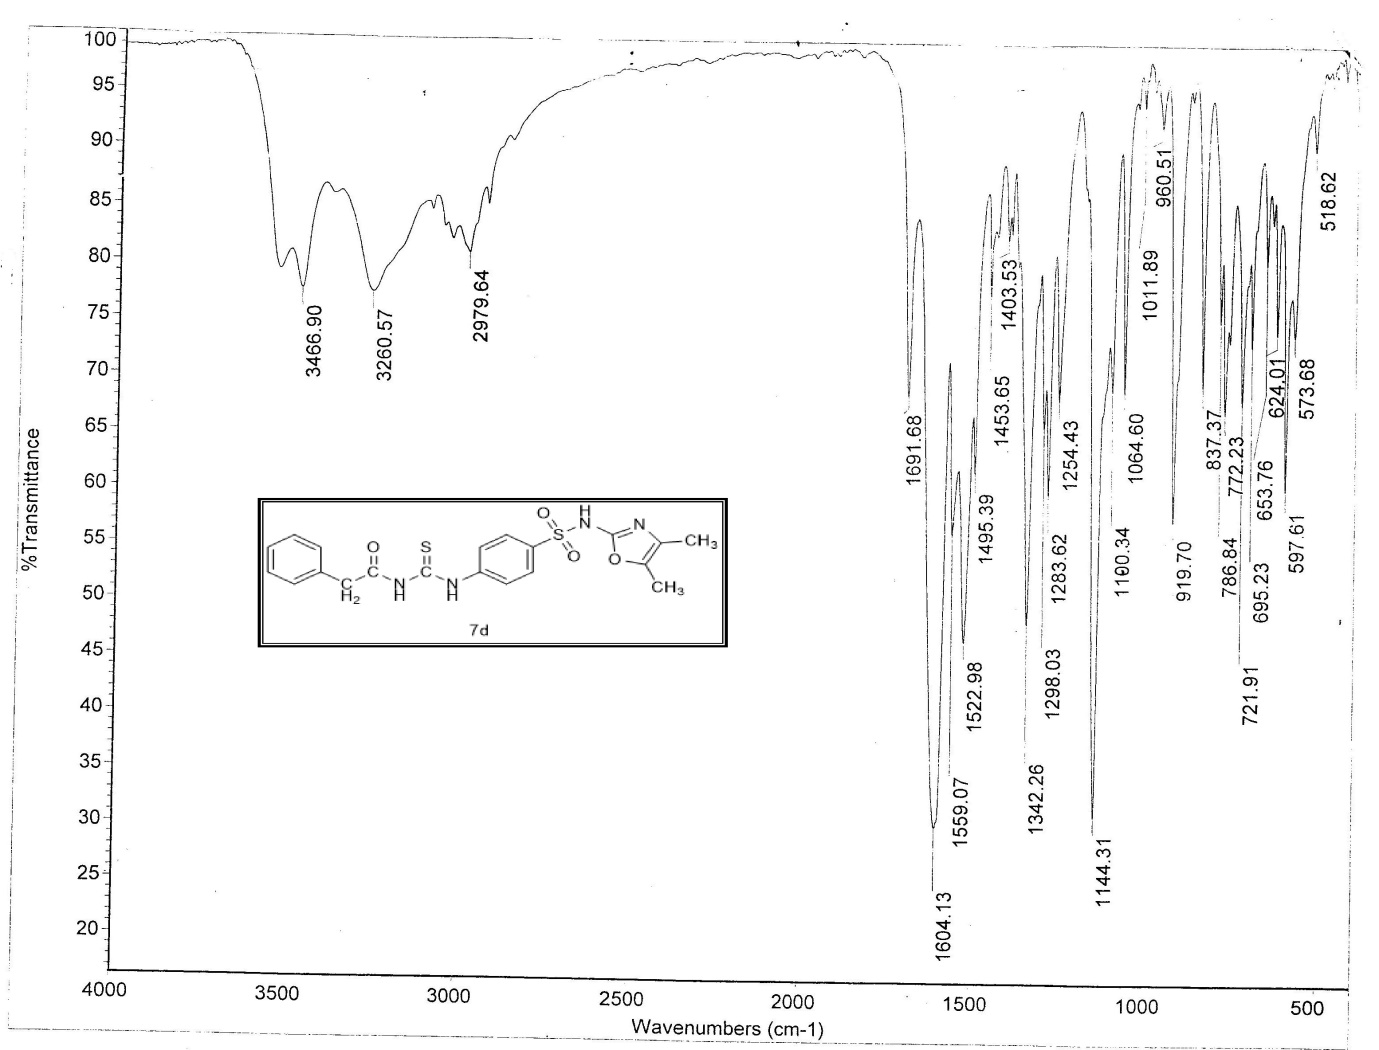 100
95
90
85
80
75
70
65
60
55
50
45
40
35
30
25
20
%Transmittance
4000
3500
3000
2500
2000
1500
1000
500
Wavenumbers (cm-1)
3466.90
3260.57
2979.64
1691.68
1604.13
1559.07
1522.98
1495.39
1453.65
1403.53
1342.26
1298.03
1283.62
1254.43
1144.31
1100.34
1064.60
1011.89
960.51
919.70
837.37
786.84
772.23
721.91
695.23
653.76
624.01
597.61
573.68
518.62
O
C
H2
N
H
S
N
H
O
S
O
H
N
N
O
CH3
CH3
7d